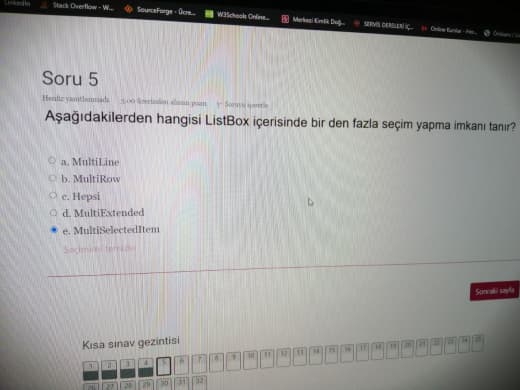 LinkedIn Stack Overflow - W... SourceForge - Ücre... W3Schools Online... Merkezi Kimlik Doğ... SERVİS DERSLERİ İÇ... Online Kurslar - Anı...
Soru 5
Henüz yanıtlanmadı 5,00 üzerinden alınan puan Soruyu işaretle
Aşağıdakilerden hangisi ListBox içerisinde bir den fazla seçim yapma imkanı tanır?
a. MultiLine
b. MultiRow
c. Hepsi
d. MultiExtended
e. MultiSelectedItem
Seçimimi temizle
Sonraki sayfa
Kısa sınav gezintisi
1 2 3 4 5 6 7 8 9 10 11 12 13 14 15 16 17 18 19 20 21 22 23 24 25
26 27 28 29 30 31 32